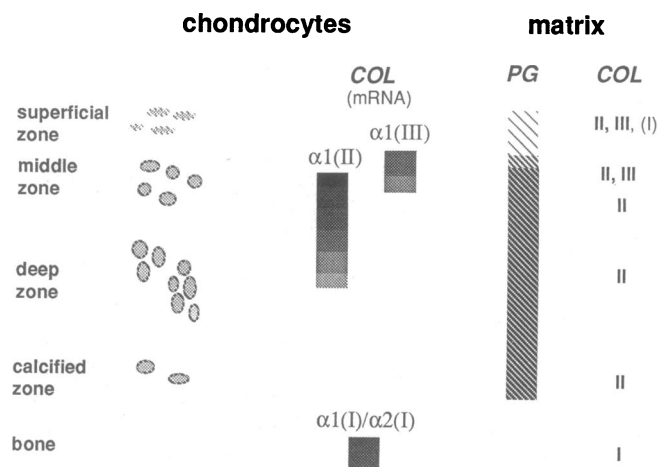 chondrocytes matrix
COL PG COL
(mRNA)
superficial
zone
α1(III) II, III, (I)
α1(II)
middle
zone
II, III
II
deep
zone
II
calcified
zone
II
α1(I)/α2(I)
bone
I